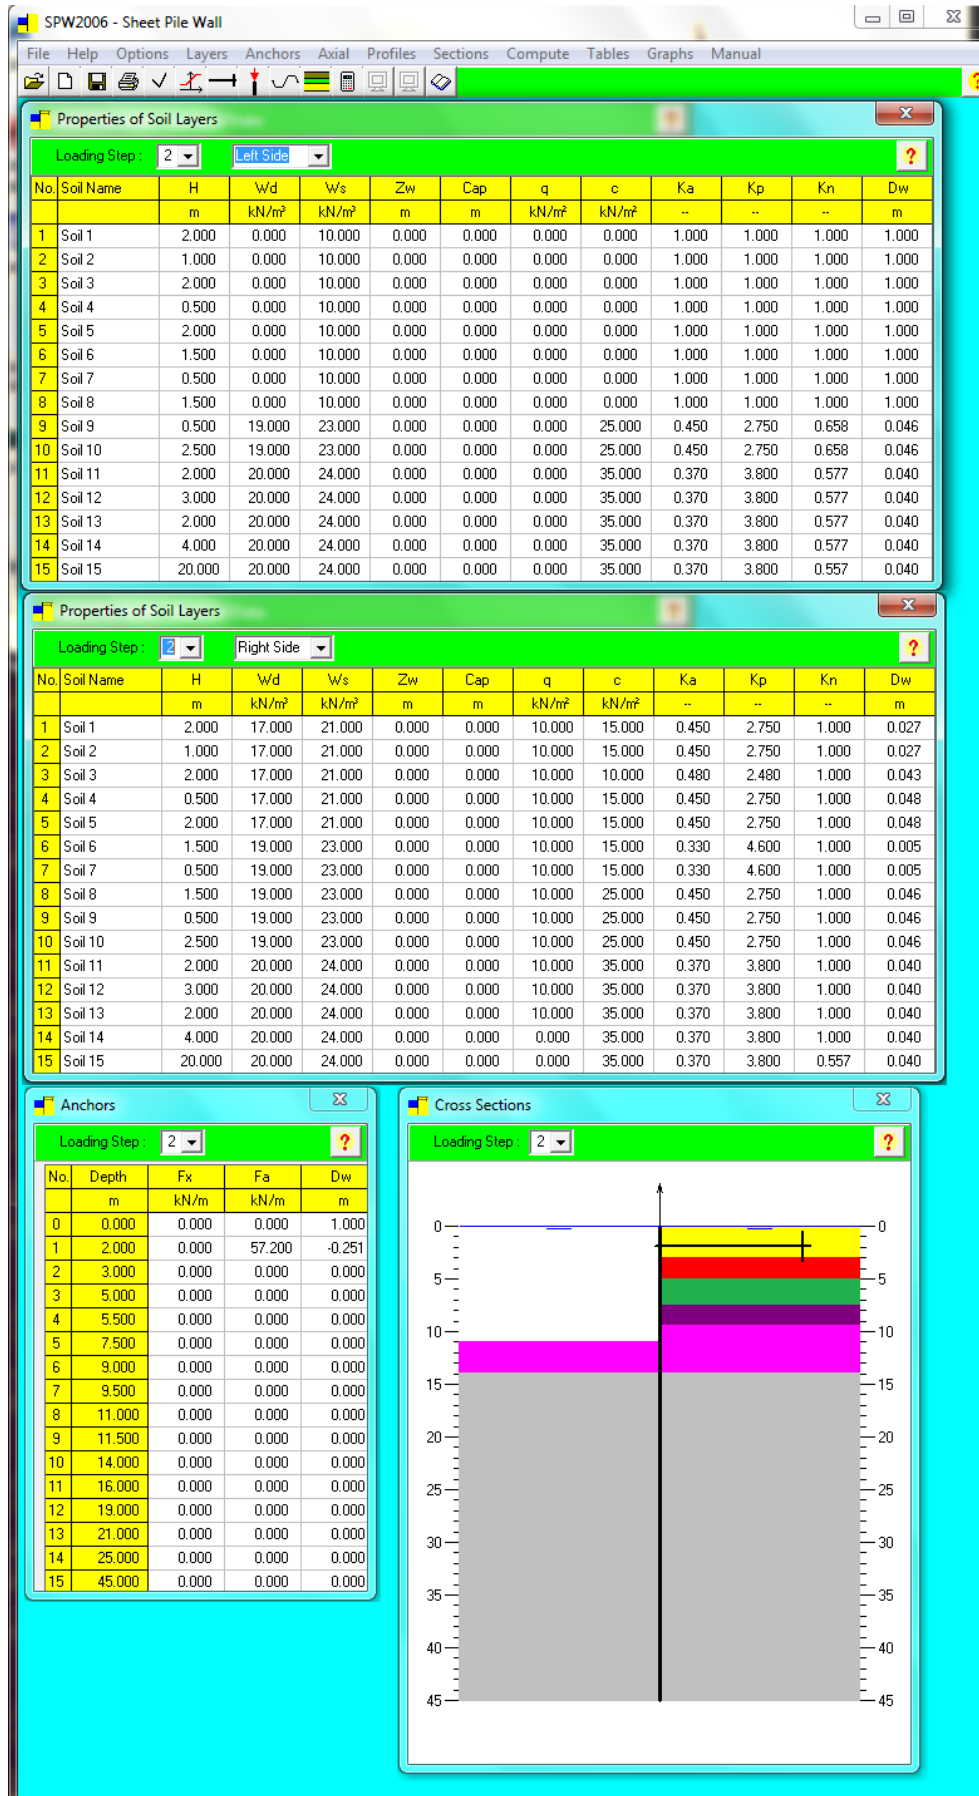 SPW2006 - Sheet Pile Wall
File Help Options Layers Anchors Axial Profiles Sections Compute Tables Graphs Manual
Properties of Soil Layers
Loading Step : 2 Left Side ?
No. Soil Name H Wd Ws Zw Cap q c Ka Kp Kn Dw
m kN/m³ kN/m³ m m kN/m² kN/m² -- -- -- m
1 Soil 1 2.000 0.000 10.000 0.000 0.000 0.000 0.000 1.000 1.000 1.000 1.000
2 Soil 2 1.000 0.000 10.000 0.000 0.000 0.000 0.000 1.000 1.000 1.000 1.000
3 Soil 3 2.000 0.000 10.000 0.000 0.000 0.000 0.000 1.000 1.000 1.000 1.000
4 Soil 4 0.500 0.000 10.000 0.000 0.000 0.000 0.000 1.000 1.000 1.000 1.000
5 Soil 5 2.000 0.000 10.000 0.000 0.000 0.000 0.000 1.000 1.000 1.000 1.000
6 Soil 6 1.500 0.000 10.000 0.000 0.000 0.000 0.000 1.000 1.000 1.000 1.000
7 Soil 7 0.500 0.000 10.000 0.000 0.000 0.000 0.000 1.000 1.000 1.000 1.000
8 Soil 8 1.500 0.000 10.000 0.000 0.000 0.000 0.000 1.000 1.000 1.000 1.000
9 Soil 9 0.500 19.000 23.000 0.000 0.000 0.000 25.000 0.450 2.750 0.658 0.046
10 Soil 10 2.500 19.000 23.000 0.000 0.000 0.000 25.000 0.450 2.750 0.658 0.046
11 Soil 11 2.000 20.000 24.000 0.000 0.000 0.000 35.000 0.370 3.800 0.577 0.040
12 Soil 12 3.000 20.000 24.000 0.000 0.000 0.000 35.000 0.370 3.800 0.577 0.040
13 Soil 13 2.000 20.000 24.000 0.000 0.000 0.000 35.000 0.370 3.800 0.577 0.040
14 Soil 14 4.000 20.000 24.000 0.000 0.000 0.000 35.000 0.370 3.800 0.577 0.040
15 Soil 15 20.000 20.000 24.000 0.000 0.000 0.000 35.000 0.370 3.800 0.557 0.040
Properties of Soil Layers
Loading Step : 2 Right Side ?
No. Soil Name H Wd Ws Zw Cap q c Ka Kp Kn Dw
m kN/m³ kN/m³ m m kN/m² kN/m² -- -- -- m
1 Soil 1 2.000 17.000 21.000 0.000 0.000 10.000 15.000 0.450 2.750 1.000 0.027
2 Soil 2 1.000 17.000 21.000 0.000 0.000 10.000 15.000 0.450 2.750 1.000 0.027
3 Soil 3 2.000 17.000 21.000 0.000 0.000 10.000 10.000 0.480 2.480 1.000 0.043
4 Soil 4 0.500 17.000 21.000 0.000 0.000 10.000 15.000 0.450 2.750 1.000 0.048
5 Soil 5 2.000 17.000 21.000 0.000 0.000 10.000 15.000 0.450 2.750 1.000 0.048
6 Soil 6 1.500 19.000 23.000 0.000 0.000 10.000 15.000 0.330 4.600 1.000 0.005
7 Soil 7 0.500 19.000 23.000 0.000 0.000 10.000 15.000 0.330 4.600 1.000 0.005
8 Soil 8 1.500 19.000 23.000 0.000 0.000 10.000 25.000 0.450 2.750 1.000 0.046
9 Soil 9 0.500 19.000 23.000 0.000 0.000 10.000 25.000 0.450 2.750 1.000 0.046
10 Soil 10 2.500 19.000 23.000 0.000 0.000 10.000 25.000 0.450 2.750 1.000 0.046
11 Soil 11 2.000 20.000 24.000 0.000 0.000 10.000 35.000 0.370 3.800 1.000 0.040
12 Soil 12 3.000 20.000 24.000 0.000 0.000 10.000 35.000 0.370 3.800 1.000 0.040
13 Soil 13 2.000 20.000 24.000 0.000 0.000 10.000 35.000 0.370 3.800 1.000 0.040
14 Soil 14 4.000 20.000 24.000 0.000 0.000 0.000 35.000 0.370 3.800 1.000 0.040
15 Soil 15 20.000 20.000 24.000 0.000 0.000 0.000 35.000 0.370 3.800 0.557 0.040
Anchors
Loading Step : 2 ?
No. Depth Fx Fa Dw
m kN/m kN/m m
0 0.000 0.000 0.000 1.000
1 2.000 0.000 57.200 -0.251
2 3.000 0.000 0.000 0.000
3 5.000 0.000 0.000 0.000
4 5.500 0.000 0.000 0.000
5 7.500 0.000 0.000 0.000
6 9.000 0.000 0.000 0.000
7 9.500 0.000 0.000 0.000
8 11.000 0.000 0.000 0.000
9 11.500 0.000 0.000 0.000
10 14.000 0.000 0.000 0.000
11 16.000 0.000 0.000 0.000
12 19.000 0.000 0.000 0.000
13 21.000 0.000 0.000 0.000
14 25.000 0.000 0.000 0.000
15 45.000 0.000 0.000 0.000
Cross Sections
Loading Step : 2 ?
0 0
5 5
10 10
15 15
20 20
25 25
30 30
35 35
40 40
45 45